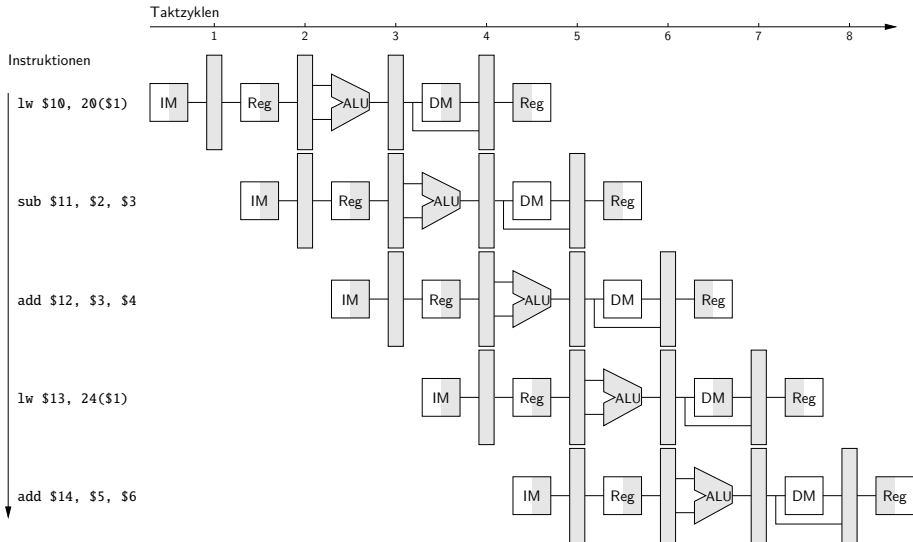 Taktzyklen
1 2 3 4 5 6 7 8
Instruktionen
lw $10, 20($1) IM Reg ALU DM Reg
sub $11, $2, $3 IM Reg ALU DM Reg
add $12, $3, $4 IM Reg ALU DM Reg
lw $13, 24($1) IM Reg ALU DM Reg
add $14, $5, $6 IM Reg ALU DM Reg